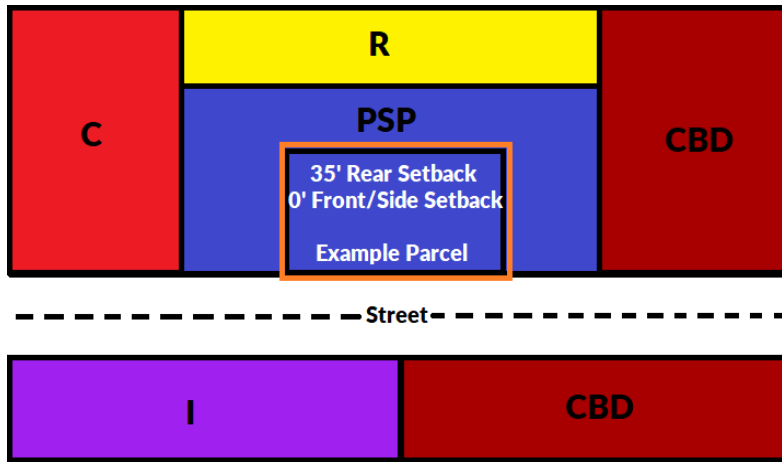 R
C
PSP
CBD
35' Rear Setback
0' Front/Side Setback
Example Parcel
Street
I
CBD